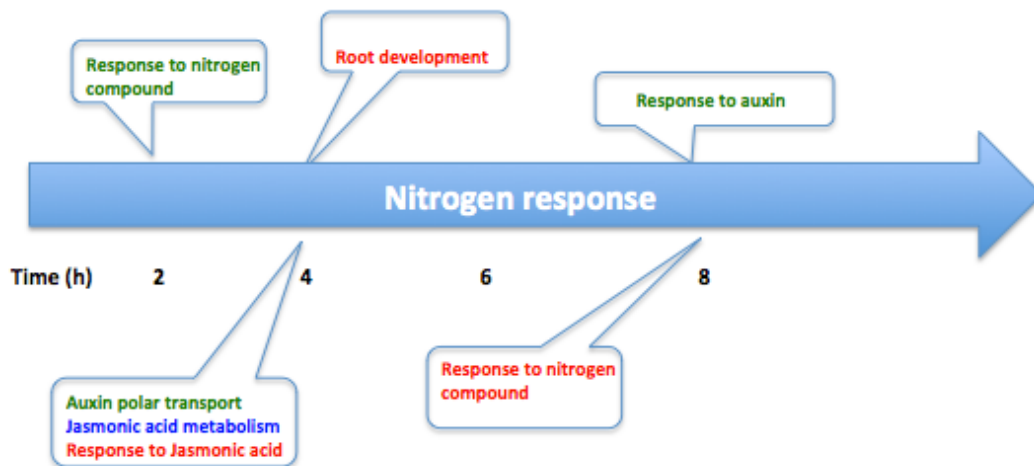 Response to nitrogen
compound
Root development
Response to auxin
Nitrogen response
Time (h) 2 4 6 8
Auxin polar transport
Jasmonic acid metabolism
Response to Jasmonic acid
Response to nitrogen
compound